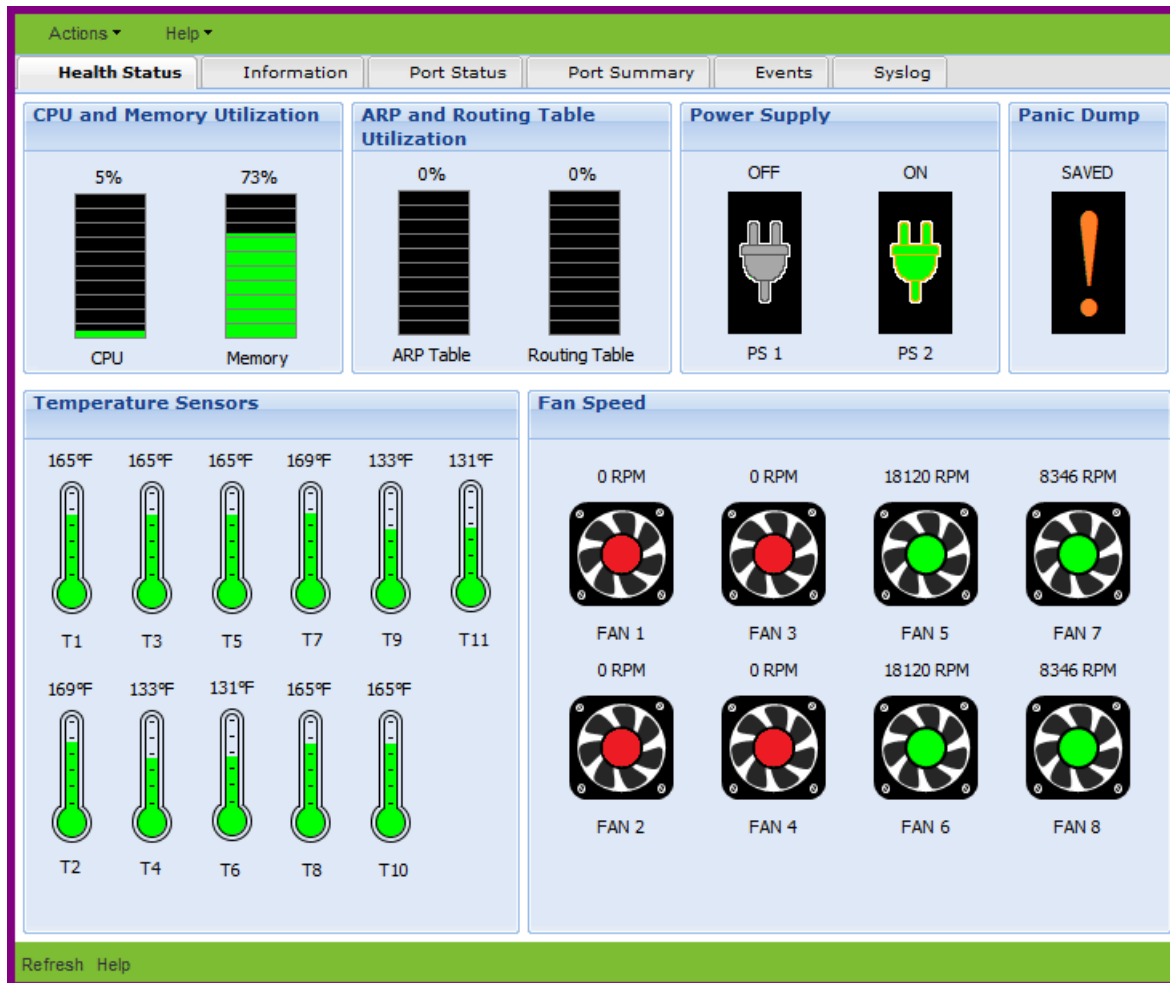 Actions Help
Health Status Information Port Status Port Summary Events Syslog
CPU and Memory Utilization ARP and Routing Table Power Supply Panic Dump
Utilization
5% 73% 0% 0% OFF ON SAVED
CPU Memory ARP Table Routing Table PS 1 PS 2
Temperature Sensors
165°F 165°F 165°F 169°F 133°F 131°F
T1 T3 T5 T7 T9 T11
169°F 133°F 131°F 165°F 165°F
T2 T4 T6 T8 T10
Fan Speed
0 RPM 0 RPM 18120 RPM 8346 RPM
FAN 1 FAN 3 FAN 5 FAN 7
0 RPM 0 RPM 18120 RPM 8346 RPM
FAN 2 FAN 4 FAN 6 FAN 8
Refresh Help